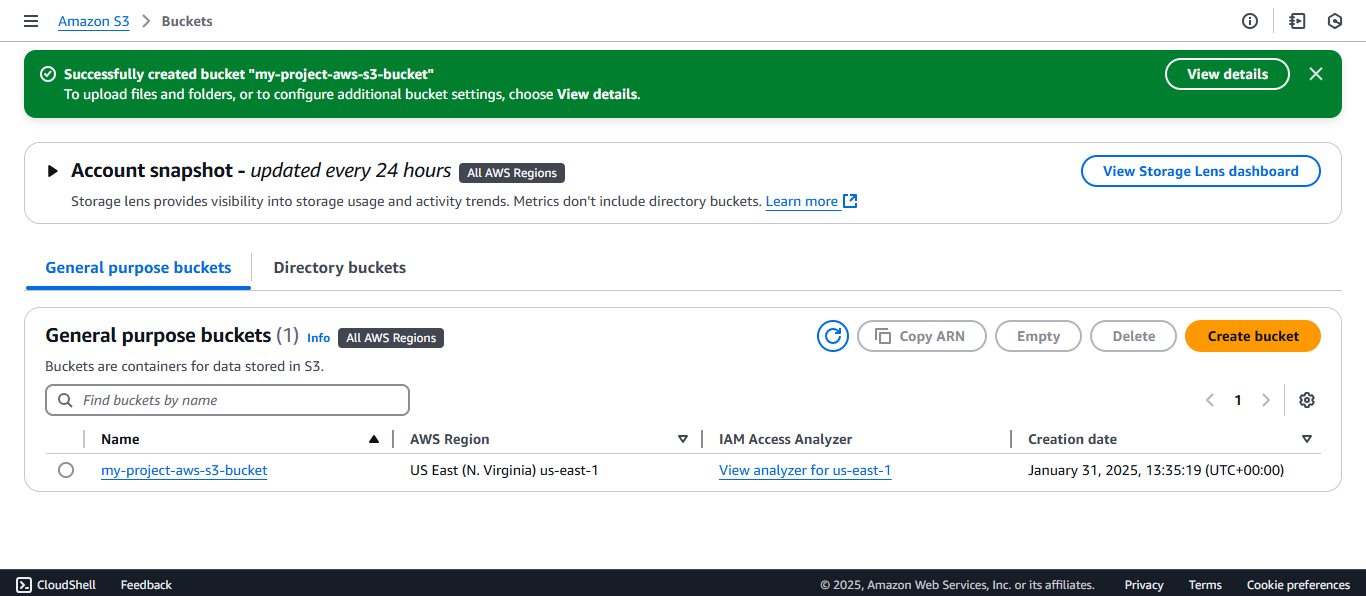 Amazon S3 > Buckets
Successfully created bucket "my-project-aws-s3-bucket"
To upload files and folders, or to configure additional bucket settings, choose View details.
View details
Account snapshot - updated every 24 hours All AWS Regions
View Storage Lens dashboard
Storage lens provides visibility into storage usage and activity trends. Metrics don't include directory buckets. Learn more
General purpose buckets Directory buckets
General purpose buckets (1) Info All AWS Regions
Copy ARN Empty Delete Create bucket
Buckets are containers for data stored in S3.
Find buckets by name
1
Name AWS Region IAM Access Analyzer Creation date
my-project-aws-s3-bucket US East (N. Virginia) us-east-1 View analyzer for us-east-1 January 31, 2025, 13:35:19 (UTC+00:00)
CloudShell Feedback © 2025, Amazon Web Services, Inc. or its affiliates. Privacy Terms Cookie preferences